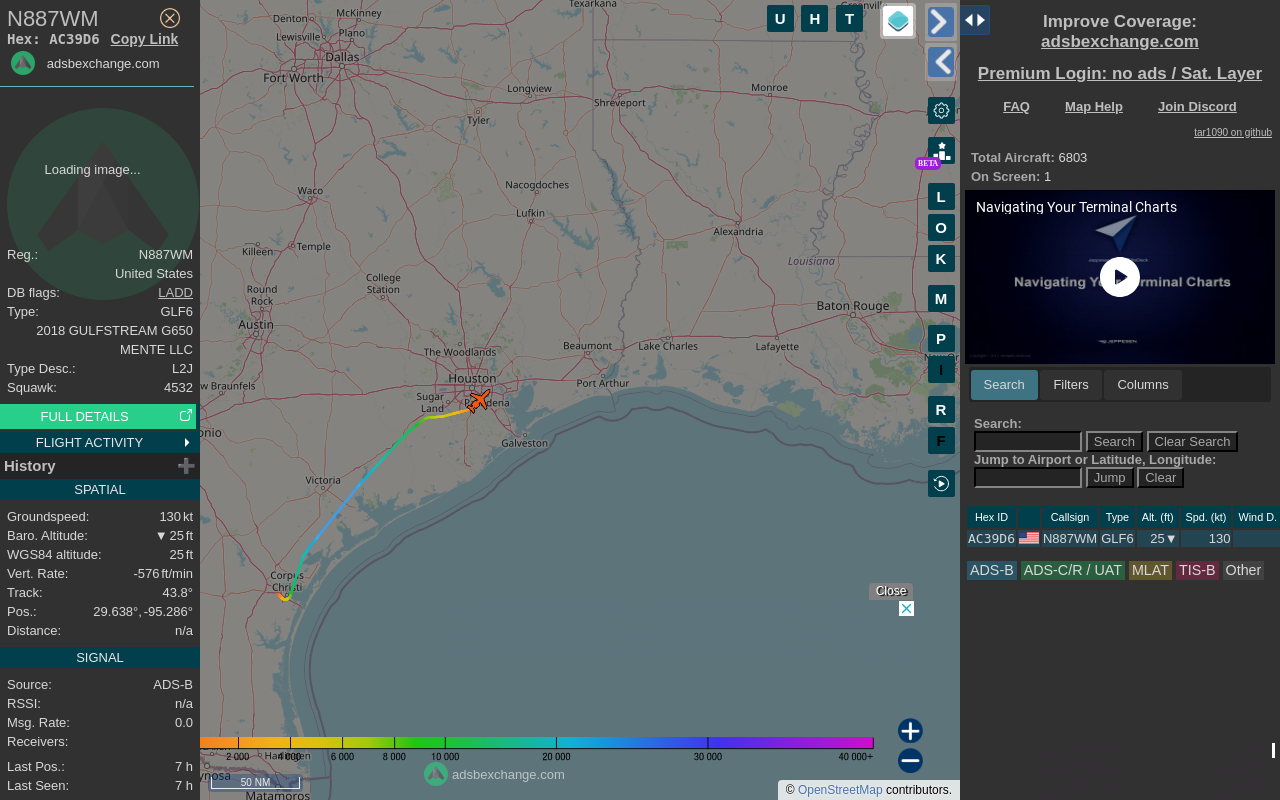 N887WM
Hex: AC39D6 Copy Link
adsbexchange.com
Loading image...
Reg.: N887WM
United States
DB flags: LADD
Type: GLF6
2018 GULFSTREAM G650
MENTE LLC
Type Desc.: L2J
Squawk: 4532
FULL DETAILS
FLIGHT ACTIVITY
History
SPATIAL
Groundspeed: 130 kt
Baro. Altitude: ▼ 25 ft
WGS84 altitude: 25 ft
Vert. Rate: -576 ft/min
Track: 43.8°
Pos.: 29.638°, -95.286°
Distance: n/a
SIGNAL
Source: ADS-B
RSSI: n/a
Msg. Rate: 0.0
Receivers:
Last Pos.: 7 h
Last Seen: 7 h
Texarkana
Greenville
McKinney
Denton
Lewisville
Plano
Dallas
Fort Worth
Longview
Monroe
Shreveport
Tyler
Waco
Nacogdoches
Lufkin
Alexandria
Killeen
Temple
Louisiana
College
Station
Round
Rock
Baton Rouge
Austin
The Woodlands
Beaumont
Lake Charles
Lafayette
Houston
Port Arthur
w Braunfels
Sugar
Land
Pasadena
onio
Galveston
Victoria
Corpus
Christi
Harlingen
ynosa
Matamoros
U H T
BETA
L
O
K
M
P
I
R
F
Close
2 000 4 000 6 000 8 000 10 000 20 000 30 000 40 000+
50 NM
adsbexchange.com
© OpenStreetMap contributors.
Improve Coverage:
adsbexchange.com
Premium Login: no ads / Sat. Layer
FAQ Map Help Join Discord
tar1090 on github
Total Aircraft: 6803
On Screen: 1
Navigating Your Terminal Charts
Navigating Your Terminal Charts
JEPPESEN
Search Filters Columns
Search:
Search Clear Search
Jump to Airport or Latitude, Longitude:
Jump Clear
Hex ID Callsign Type Alt. (ft) Spd. (kt) Wind D.
AC39D6 N887WM GLF6 25▼ 130
ADS-B ADS-C/R / UAT MLAT TIS-B Other